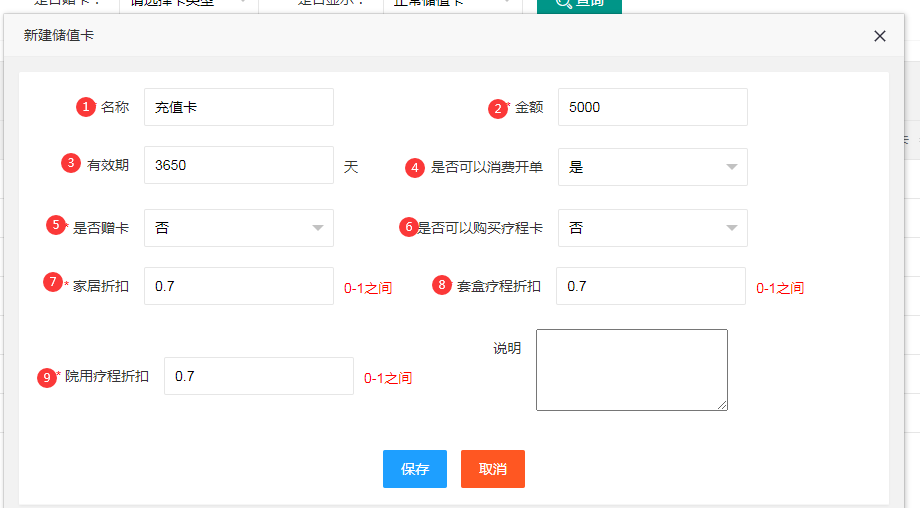 查询
新建储值卡
1 名称 充值卡 2 * 金额 5000
3 有效期 3650 天 4 是否可以消费开单 是
5 * 是否赠卡 否 6 是否可以购买疗程卡 否
7 * 家居折扣 0.7 0-1之间 8 * 套盒疗程折扣 0.7 0-1之间
说明
9 * 院用疗程折扣 0.7 0-1之间
保存 取消